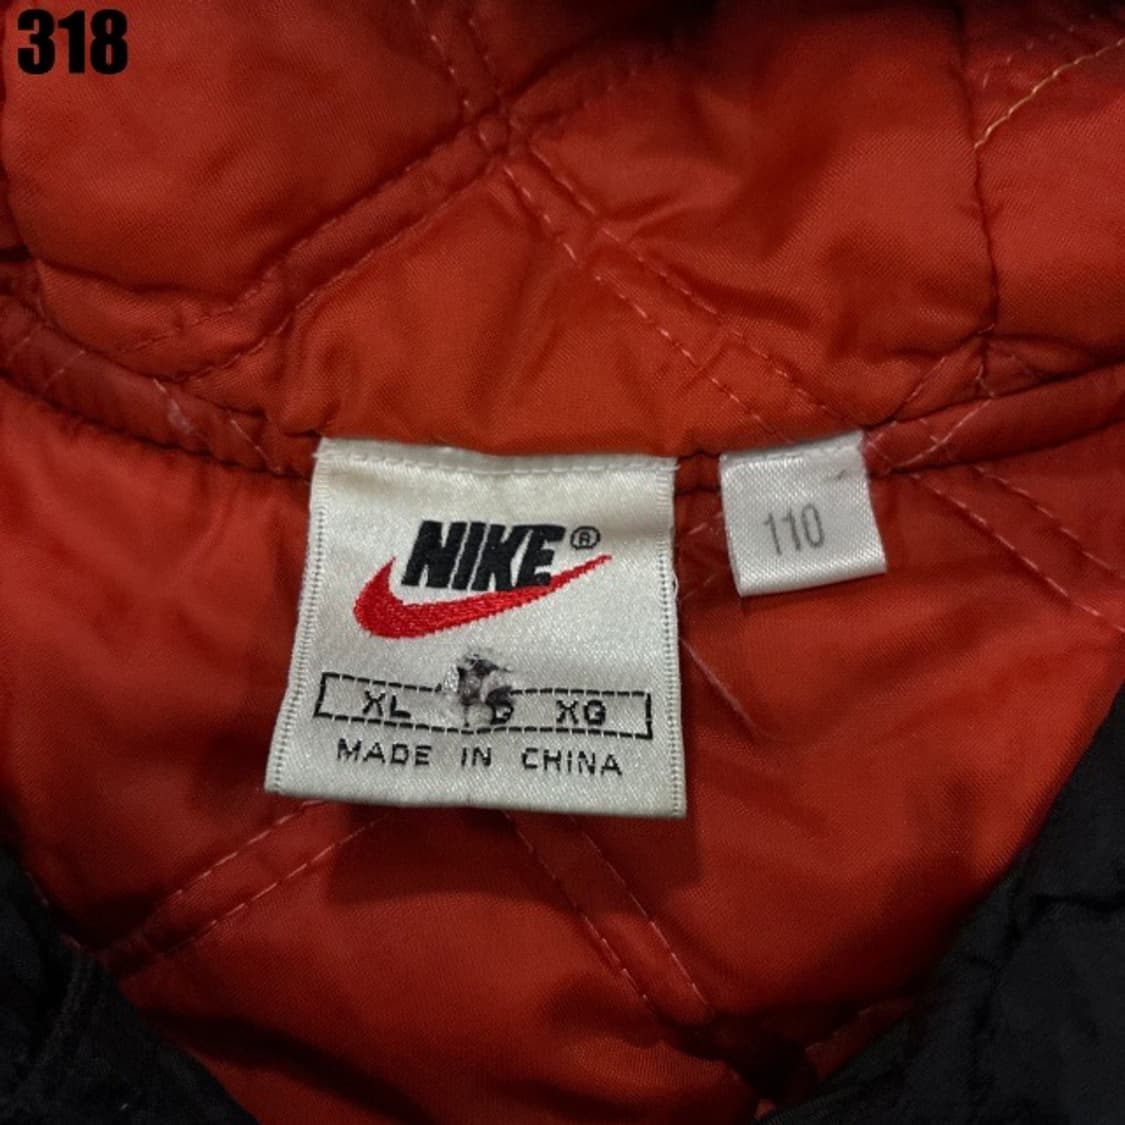 318
NIKE®
110
XL XG
MADE IN CHINA